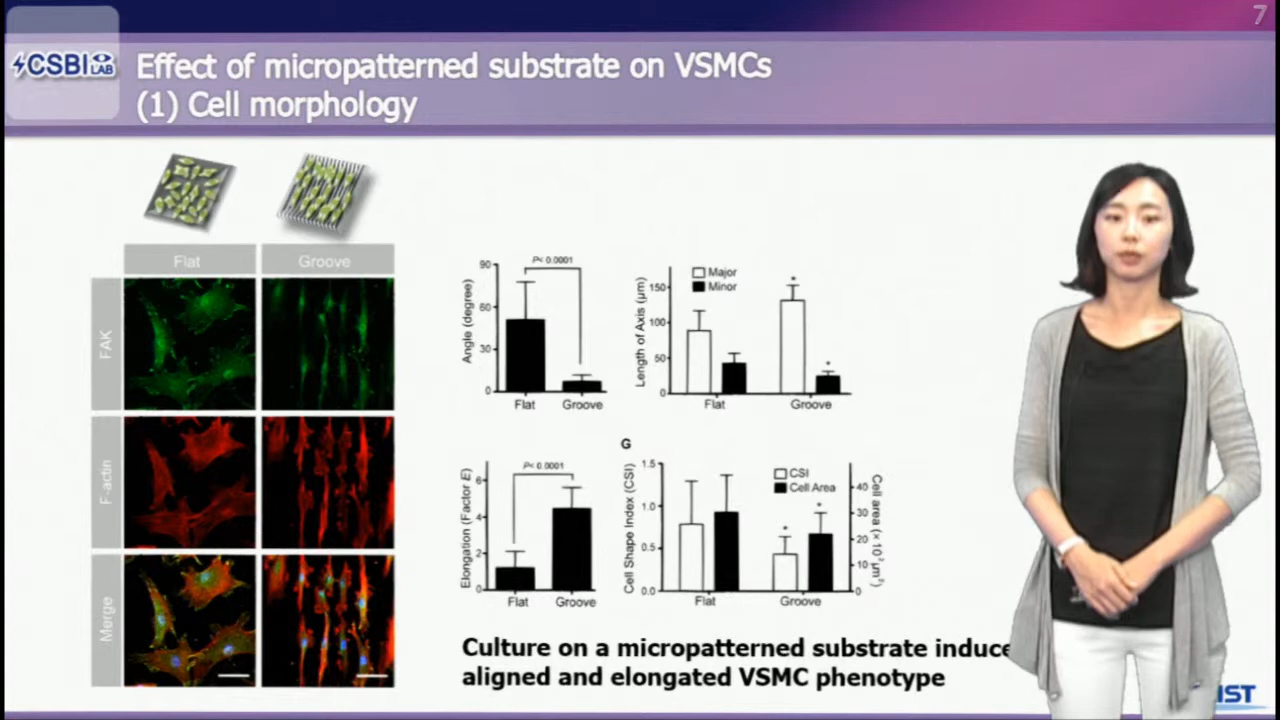 7
CSBI LAB
Effect of micropatterned substrate on VSMCs
(1) Cell morphology
Flat
Groove
FAK
F-actin
Merge
Angle (degree)
90
60
30
0
P< 0.0001
Flat
Groove
Length of Axis (μm)
150
100
50
0
Major
Minor
*
*
Flat
Groove
Elongation (Factor E)
6
4
2
0
P< 0.0001
Flat
Groove
G
Cell Shape Index (CSI)
1.5
1.0
0.5
0.0
CSI
Cell Area
*
*
Flat
Groove
40
30
20
10
0
Cell area (×10² μm²)
Culture on a micropatterned substrate induce
aligned and elongated VSMC phenotype
IST